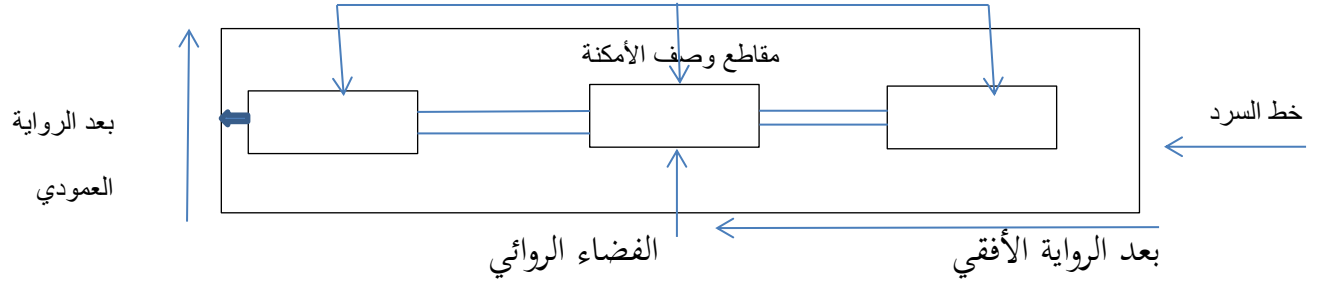 مقاطع وصف الأمكنة
خط السرد
بعد الرواية
العمودي
بعد الرواية الأفقي
الفضاء الروائي